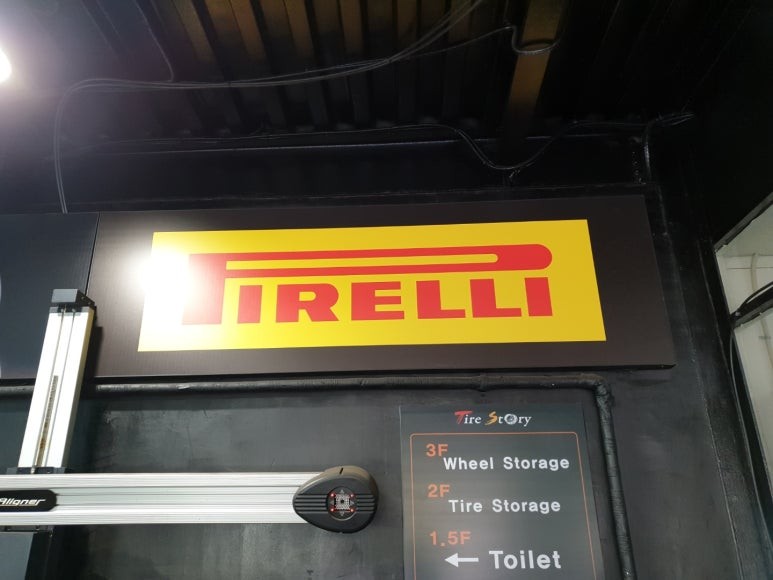 PIRELLI
Tire Story
3F
Wheel Storage
2F
Tire Storage
1.5F
← Toilet
Aligner